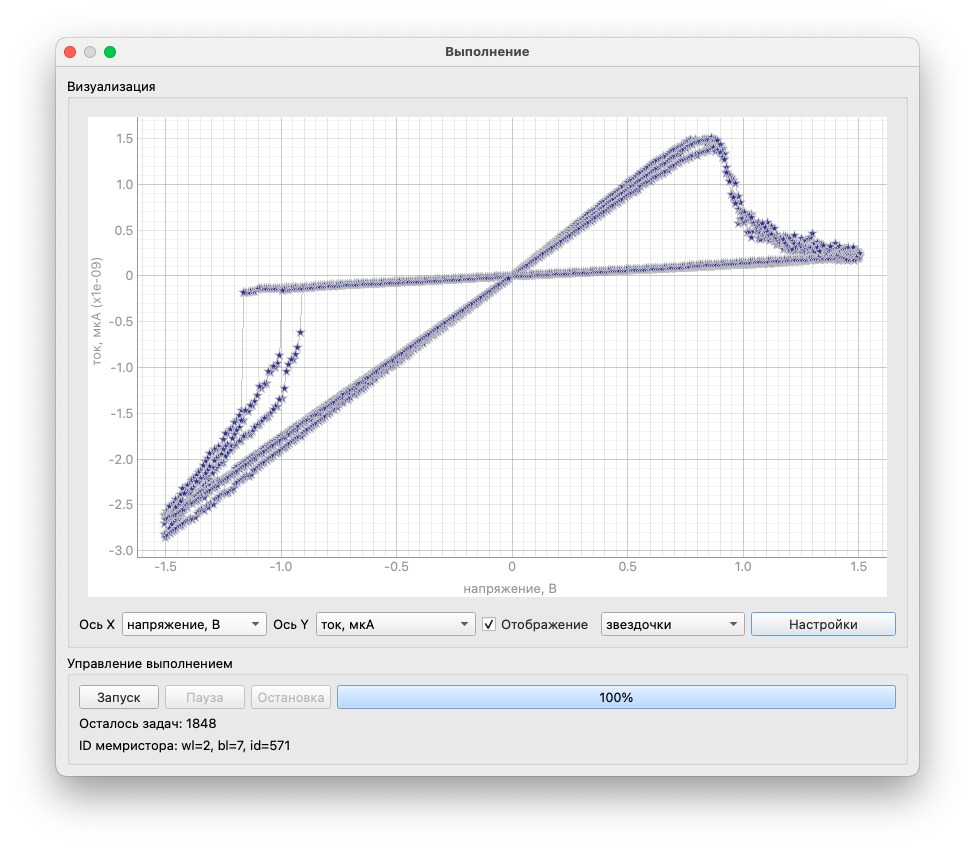 Выполнение
Визуализация
1.5
1.0
0.5
0
-0.5
-1.0
-1.5
-2.0
-2.5
-3.0
ток, мкА (x1e-09)
-1.5 -1.0 -0.5 0 0.5 1.0 1.5
напряжение, В
Ось X напряжение, В Ось Y ток, мкА Отображение звездочки Настройки
Управление выполнением
Запуск Пауза Остановка 100%
Осталось задач: 1848
ID мемристора: wl=2, bl=7, id=571